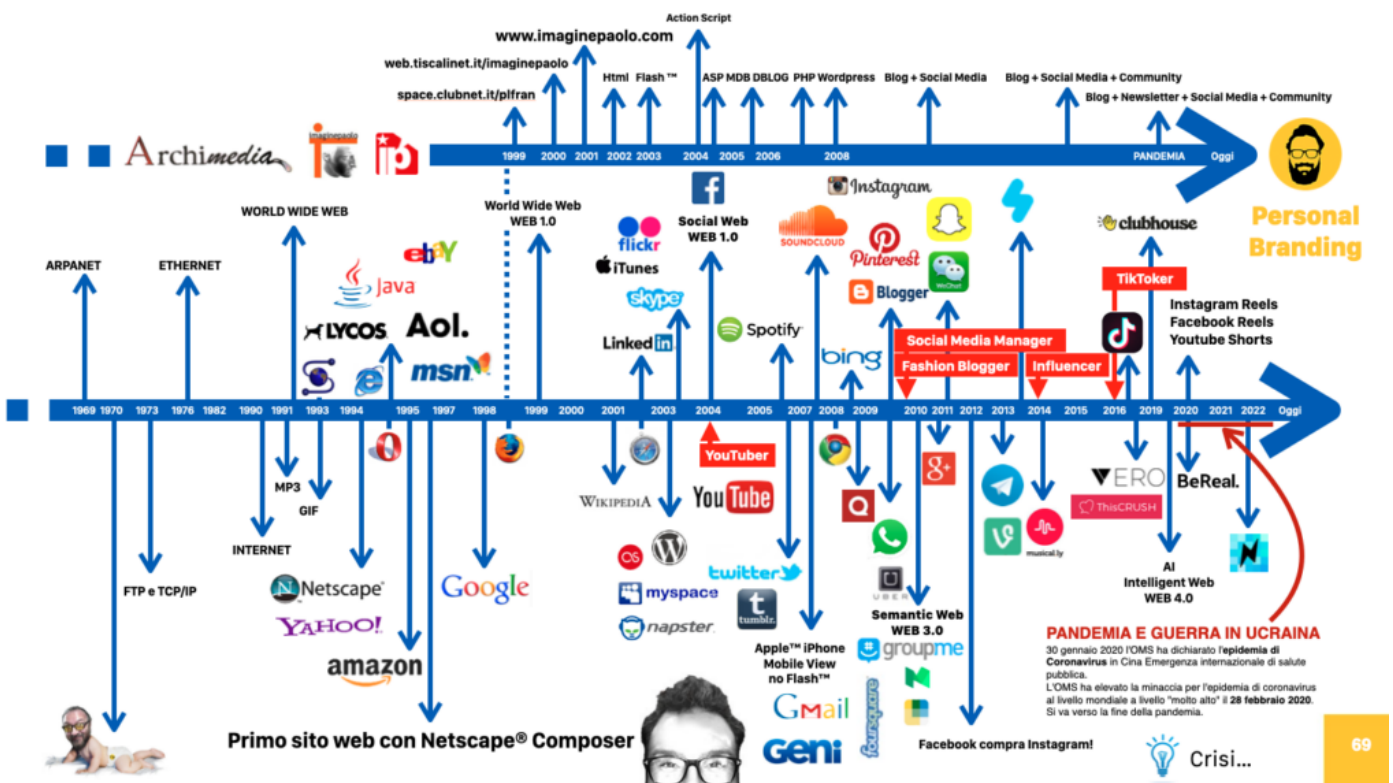 Action Script
www.imaginepaolo.com
web.tiscalinet.it/imaginepaolo
Html Flash ™ ASP MDB DBLOG PHP Wordpress Blog + Social Media Blog + Social Media + Community
space.clubnet.it/plfran
Blog + Newsletter + Social Media + Community
Archimedia
imaginepaolo
1999 2000 2001 2002 2003 2004 2005 2006 2008 PANDEMIA Oggi
Personal
Branding
WORLD WIDE WEB
World Wide Web
WEB 1.0
Social Web
WEB 1.0
Instagram
SOUNDCLOUD
Pinterest
WeChat
clubhouse
ARPANET
ETHERNET
ebaY
Java
flickr
iTunes
skype
Blogger
TikToker
Instagram Reels
Facebook Reels
Youtube Shorts
LYCOS
Aol.
msn
Linked in
Spotify
bing
Social Media Manager
Fashion Blogger
Influencer
1969 1970 1973 1976 1982 1990 1991 1993 1994 1995 1997 1998 1999 2000 2001 2003 2004 2005 2007 2008 2009 2010 2011 2012 2013 2014 2015 2016 2019 2020 2021 2022 Oggi
YouTuber
g+
MP3
GIF
INTERNET
FTP e TCP/IP
Netscape
YAHOO!
amazon
Google
WIKIPEDIA
myspace
napster
You Tube
twitter
tumblr.
UBER
Semantic Web
WEB 3.0
groupme
foursquare
musical.ly
VERO
ThisCRUSH
BeReal.
AI
Intelligent Web
WEB 4.0
Apple™ iPhone
Mobile View
no Flash™
Gmail
Geni
Primo sito web con Netscape® Composer
Facebook compra Instagram!
PANDEMIA E GUERRA IN UCRAINA
30 gennaio 2020 l'OMS ha dichiarato l'epidemia di
Coronavirus in Cina Emergenza internazionale di salute
pubblica.
L'OMS ha elevato la minaccia per l'epidemia di coronavirus
al livello mondiale a livello "molto alto" il 28 febbraio 2020.
Si va verso la fine della pandemia.
Crisi...
69